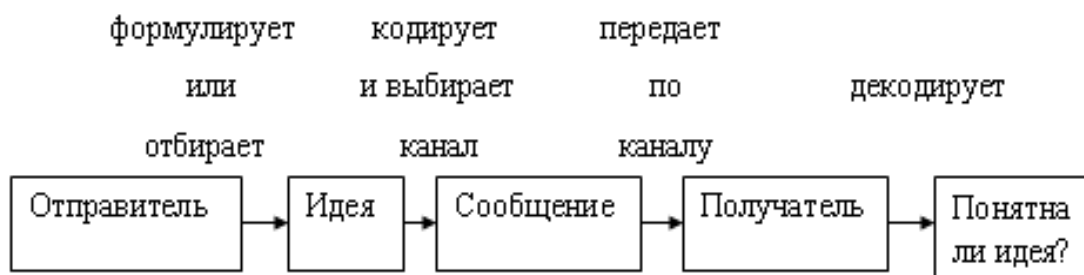 формулирует кодирует передает
или и выбирает по декодирует
отбирает канал каналу
Отправитель Идея Сообщение Получатель Понятна
ли идея?